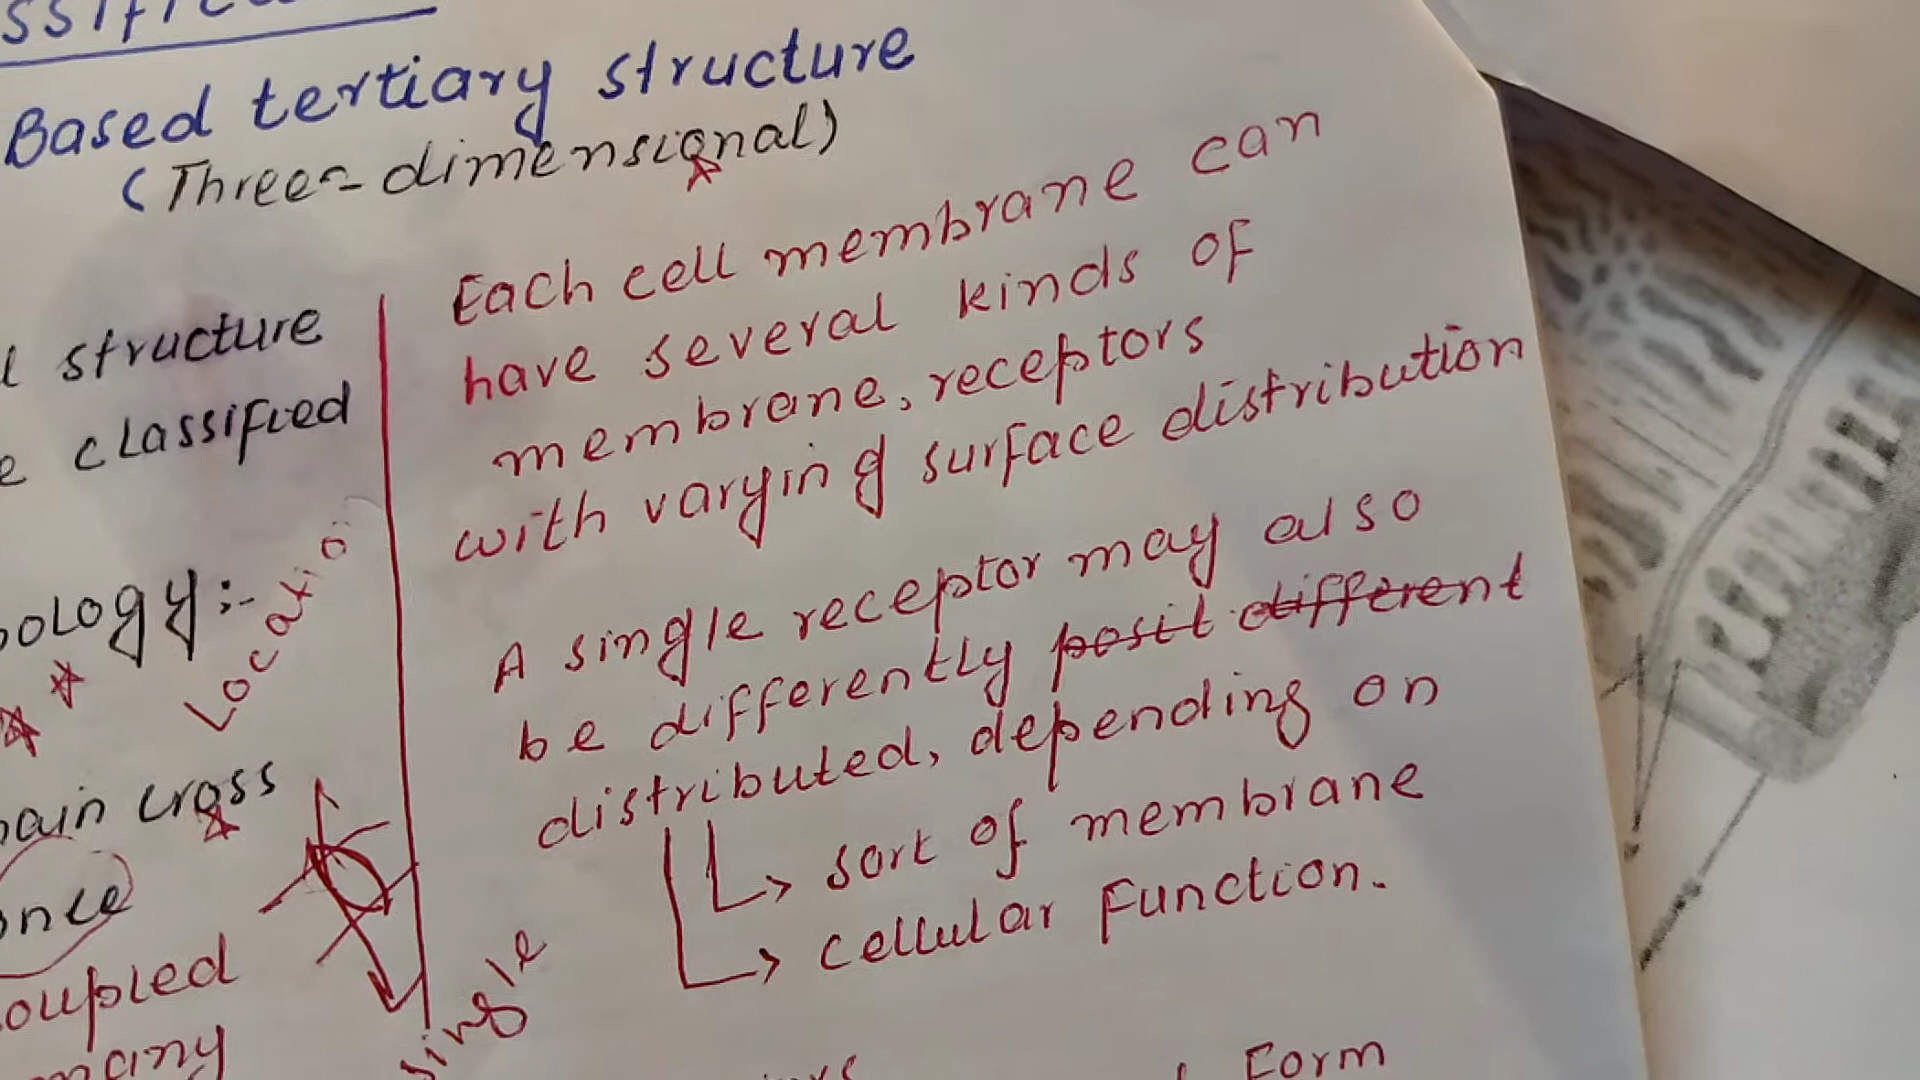 Based tertiary structure
(Three-dimensional)
structure
classified
Location
cross
Each cell membrane can
have several kinds of
membrane, receptors
with varying surface distribution
A single receptor may also
be differently posit different
distributed, depending on
sort of membrane
cellular Function.
single
Form